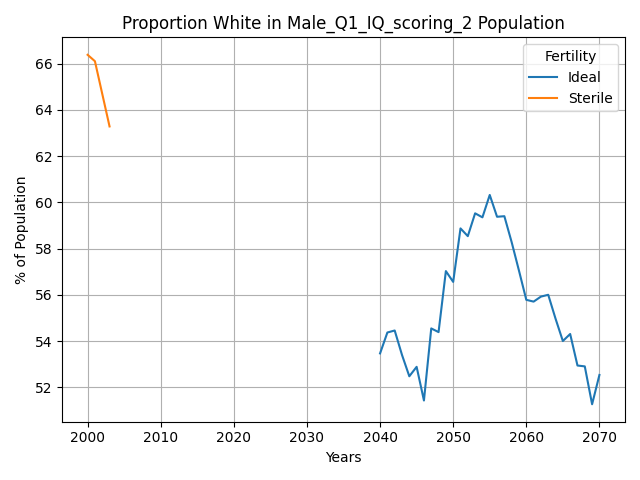 Proportion White in Male_Q1_IQ_scoring_2 Population
Fertility
Ideal
Sterile
% of Population
66
64
62
60
58
56
54
52
2000 2010 2020 2030 2040 2050 2060 2070
Years